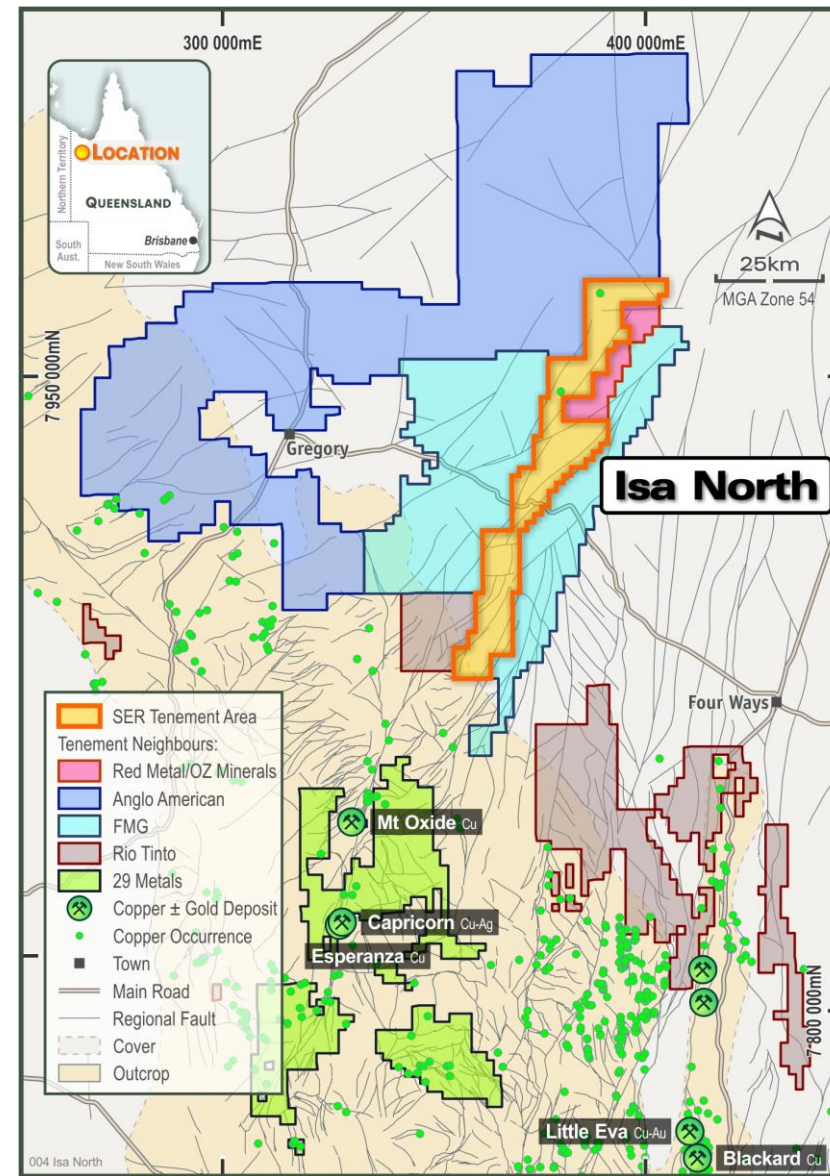 300 000mE
400 000mE
LOCATION
Northern Territory
QUEENSLAND
Brisbane
South
Aust.
New South Wales
N
25km
MGA Zone 54
7 950 000mN
Gregory
Isa North
Four Ways
SER Tenement Area
Tenement Neighbours:
Red Metal/OZ Minerals
Anglo American
FMG
Rio Tinto
29 Metals
Copper ± Gold Deposit
Copper Occurrence
Town
Main Road
Regional Fault
Cover
Outcrop
Mt Oxide Cu
Capricorn Cu-Ag
Esperanza Cu
7 800 000mN
Little Eva Cu-Au
Blackard Cu
004 Isa North